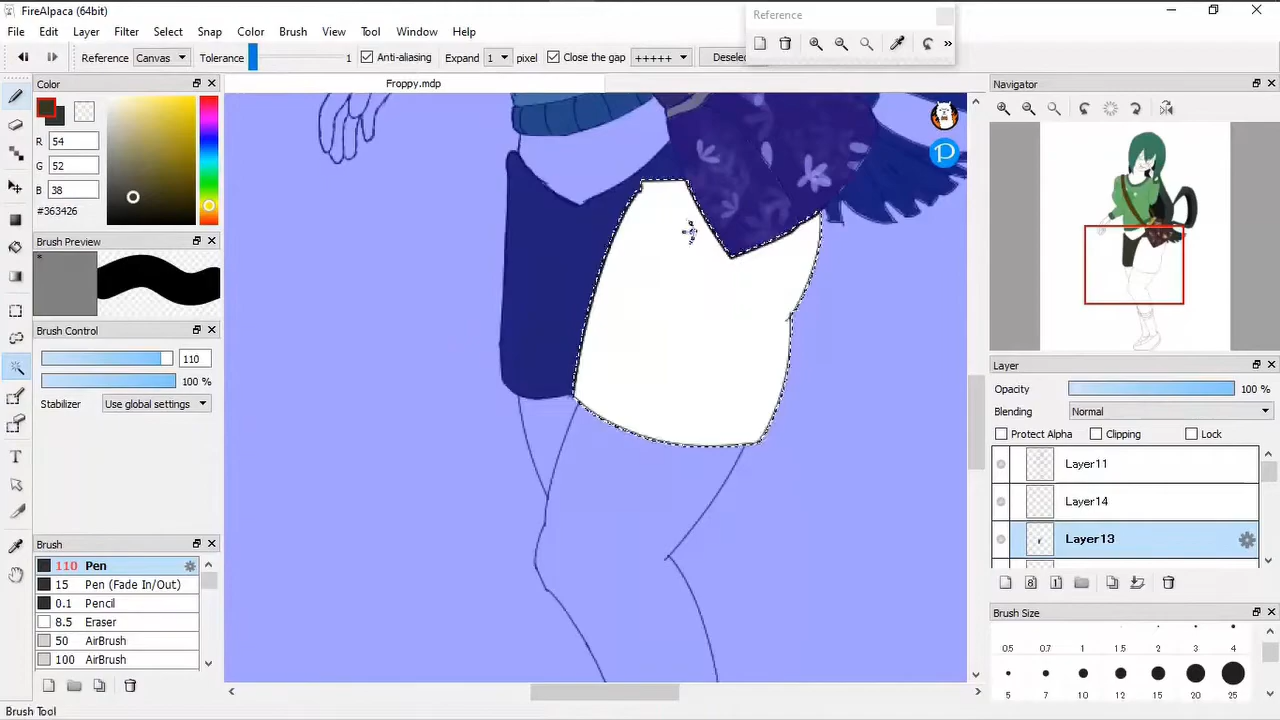 FireAlpaca (64bit)
File Edit Layer Filter Select Snap Color Brush View Tool Window Help
Reference
Reference Canvas Tolerance 1 Anti-aliasing Expand 1 pixel Close the gap +++++ Deselec
Froppy.mdp
Color
R 54
G 52
B 38
#363426
Brush Preview
Brush Control
110
100 %
Stabilizer Use global settings
Brush
110 Pen
15 Pen (Fade In/Out)
0.1 Pencil
8.5 Eraser
50 AirBrush
100 AirBrush
Brush Tool
P
Navigator
Layer
Opacity 100 %
Blending Normal
Protect Alpha Clipping Lock
Layer11
Layer14
Layer13
Brush Size
0.5 0.7 1 1.5 2 3 4
5 7 10 12 15 20 25